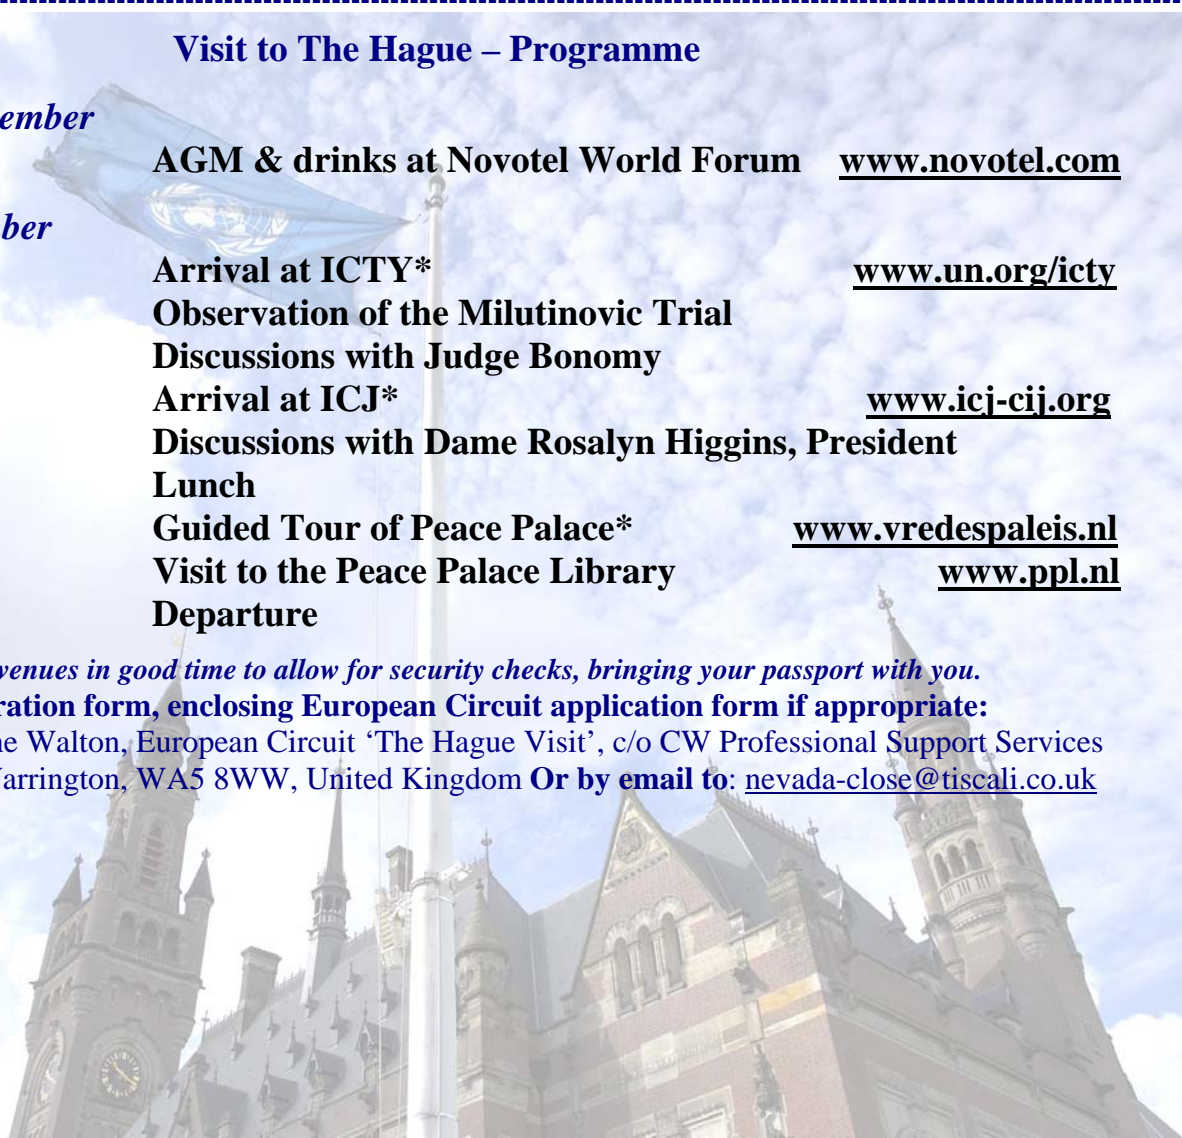 Visit to The Hague – Programme
ember
AGM & drinks at Novotel World Forum www.novotel.com
ber
Arrival at ICTY* www.un.org/icty
Observation of the Milutinovic Trial
Discussions with Judge Bonomy
Arrival at ICJ* www.icj-cij.org
Discussions with Dame Rosalyn Higgins, President
Lunch
Guided Tour of Peace Palace* www.vredespaleis.nl
Visit to the Peace Palace Library www.ppl.nl
Departure
venues in good time to allow for security checks, bringing your passport with you.
ration form, enclosing European Circuit application form if appropriate:
ne Walton, European Circuit ‘The Hague Visit’, c/o CW Professional Support Services
Warrington, WA5 8WW, United Kingdom Or by email to: nevada-close@tiscali.co.uk